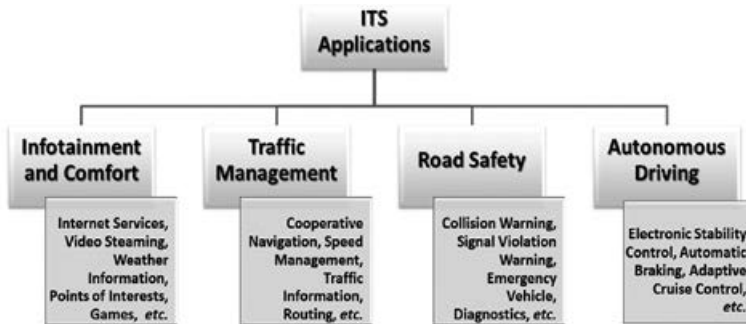 ITS
Applications
Infotainment
and Comfort
Internet Services,
Video Steaming,
Weather
Information,
Points of Interests,
Games, etc.
Traffic
Management
Cooperative
Navigation, Speed
Management,
Traffic
Information,
Routing, etc.
Road Safety
Collision Warning,
Signal Violation
Warning,
Emergency
Vehicle,
Diagnostics, etc.
Autonomous
Driving
Electronic Stability
Control, Automatic
Braking, Adaptive
Cruise Control,
etc.